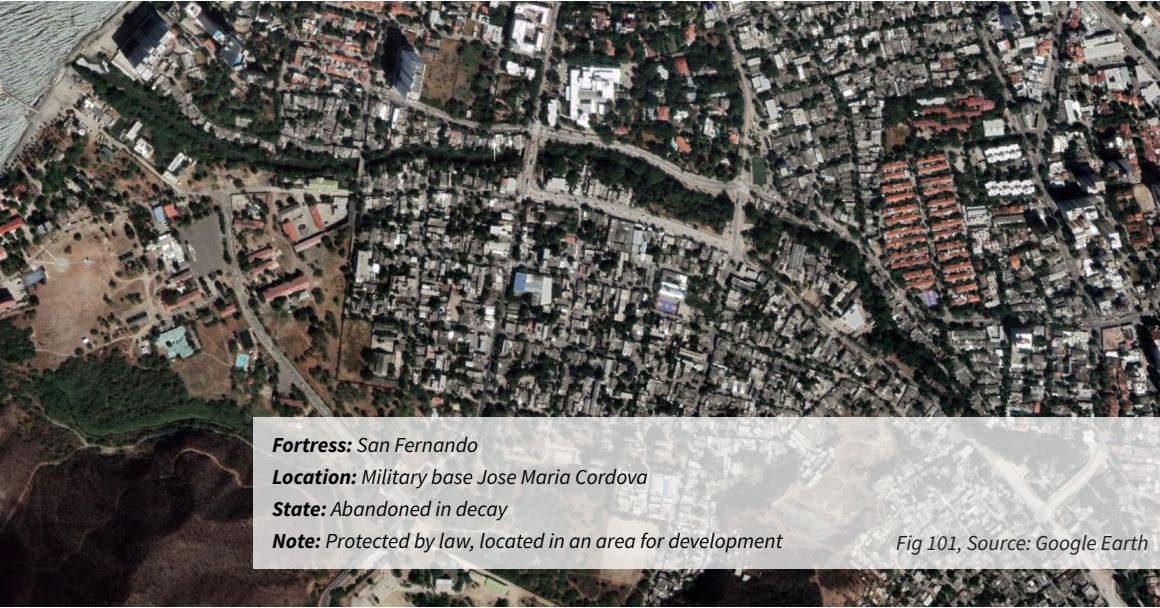 Fortress: San Fernando
Location: Military base Jose Maria Cordova
State: Abandoned in decay
Note: Protected by law, located in an area for development
Fig 101, Source: Google Earth